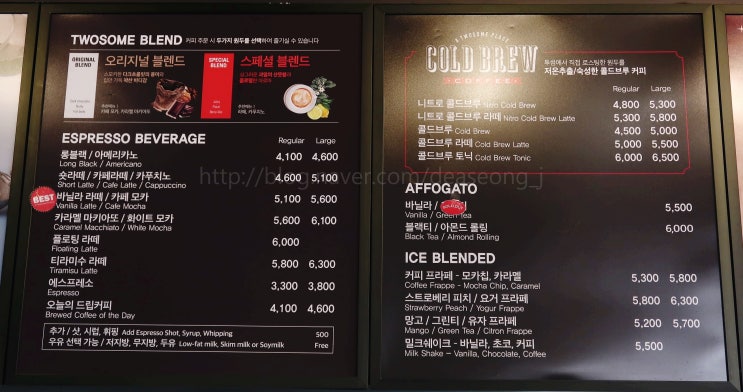 TWOSOME BLEND 커피 주문 시 두가지 원두를 선택하여 즐기실 수 있습니다
ORIGINAL BLEND
오리지널 블렌드
SPECIAL BLEND
스페셜 블렌드
ESPRESSO BEVERAGE Regular Large
롱블랙 / 아메리카노 4,100 4,600
Long Black / Americano
숏라떼 / 카페라떼 / 카푸치노 4,600 5,100
Short Latte / Cafe Latte / Cappuccino
BEST 바닐라 라떼 / 카페 모카 5,100 5,600
Vanilla Latte / Cafe Mocha
카라멜 마키아또 / 화이트 모카 5,600 6,100
Caramel Macchiato / White Mocha
플로팅 라떼 6,000
Floating Latte
티라미수 라떼 5,800 6,300
Tiramisu Latte
에스프레소 3,300 3,800
Espresso
오늘의 드립커피 4,100 4,600
Brewed Coffee of the Day
추가 / 샷, 시럽, 휘핑 Add Espresso Shot, Syrup, Whipping 500
우유 선택 가능 / 저지방, 무지방, 두유 Low-fat milk, Skim milk or Soymilk Free
A TWOSOME PLACE
COLD BREW
COFFEE
투썸에서 직접 로스팅한 원두를
저온추출/숙성한 콜드브루 커피
Regular Large
니트로 콜드브루 Nitro Cold Brew 4,800 5,300
니트로 콜드브루 라떼 Nitro Cold Brew Latte 5,300 5,800
콜드브루 Cold Brew 4,500 5,000
콜드브루 라떼 Cold Brew Latte 5,000 5,500
콜드브루 토닉 Cold Brew Tonic 6,000 6,500
AFFOGATO
바닐라 / 5,500
Vanilla / Green Tea
블랙티 / 아몬드 롤링 6,000
Black Tea / Almond Rolling
ICE BLENDED Regular Large
커피 프라페 - 모카칩, 카라멜 5,300 5,800
Coffee Frappe - Mocha Chip, Caramel
스트로베리 피치 / 요거 프라페 5,800 6,300
Strawberry Peach / Yogur Frappe
망고 / 그린티 / 유자 프라페 5,200 5,700
Mango / Green Tea / Citron Frappe
밀크쉐이크 - 바닐라, 초코, 커피 5,500
Milk Shake - Vanilla, Chocolate, Coffee
http://blog.naver.com/deaseong_j